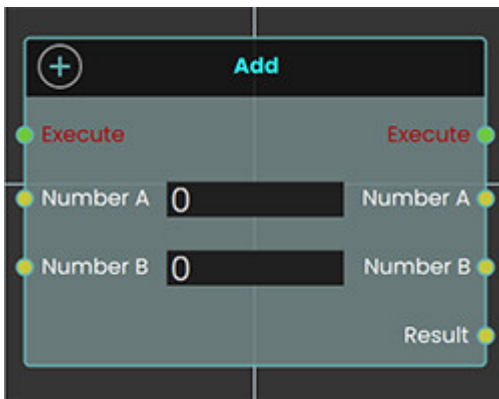 Add
Execute Execute
Number A 0 Number A
Number B 0 Number B
Result